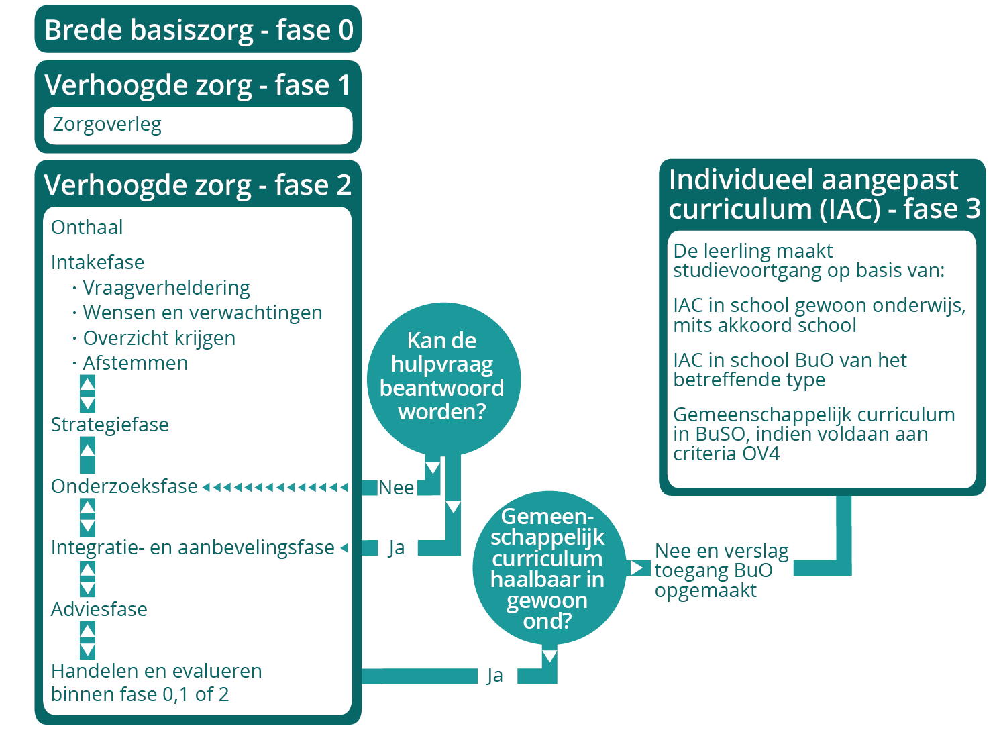 Brede basiszorg - fase 0
Verhoogde zorg - fase 1
Zorgoverleg
Verhoogde zorg - fase 2
Onthaal
Intakefase
· Vraagverheldering
· Wensen en verwachtingen
· Overzicht krijgen
· Afstemmen
Strategiefase
Onderzoeksfase
Integratie- en aanbevelingsfase
Adviesfase
Handelen en evalueren
binnen fase 0,1 of 2
Kan de
hulpvraag
beantwoord
worden?
Nee
Ja
Gemeen-
schappelijk
curriculum
haalbaar in
gewoon
ond?
Ja
Nee en verslag
toegang BuO
opgemaakt
Individueel aangepast
curriculum (IAC) - fase 3
De leerling maakt
studievoortgang op basis van:
IAC in school gewoon onderwijs,
mits akkoord school
IAC in school BuO van het
betreffende type
Gemeenschappelijk curriculum
in BuSO, indien voldaan aan
criteria OV4